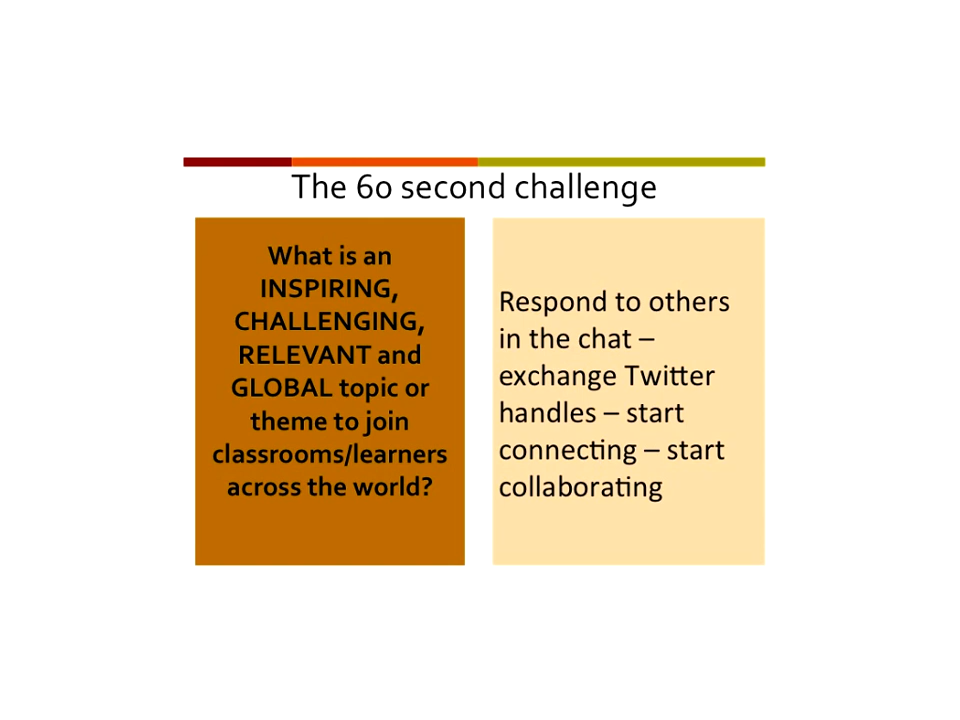 The 60 second challenge
What is an
INSPIRING,
CHALLENGING,
RELEVANT and
GLOBAL topic or
theme to join
classrooms/learners
across the world?
Respond to others
in the chat –
exchange Twitter
handles – start
connecting – start
collaborating